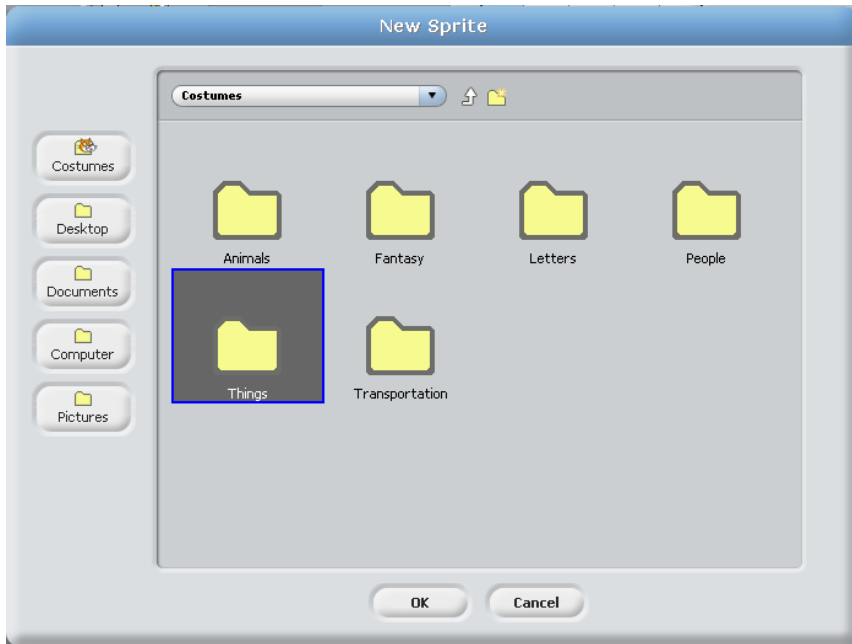 New Sprite
Costumes
Costumes
Desktop
Documents
Computer
Pictures
Animals Fantasy Letters People
Things Transportation
OK Cancel